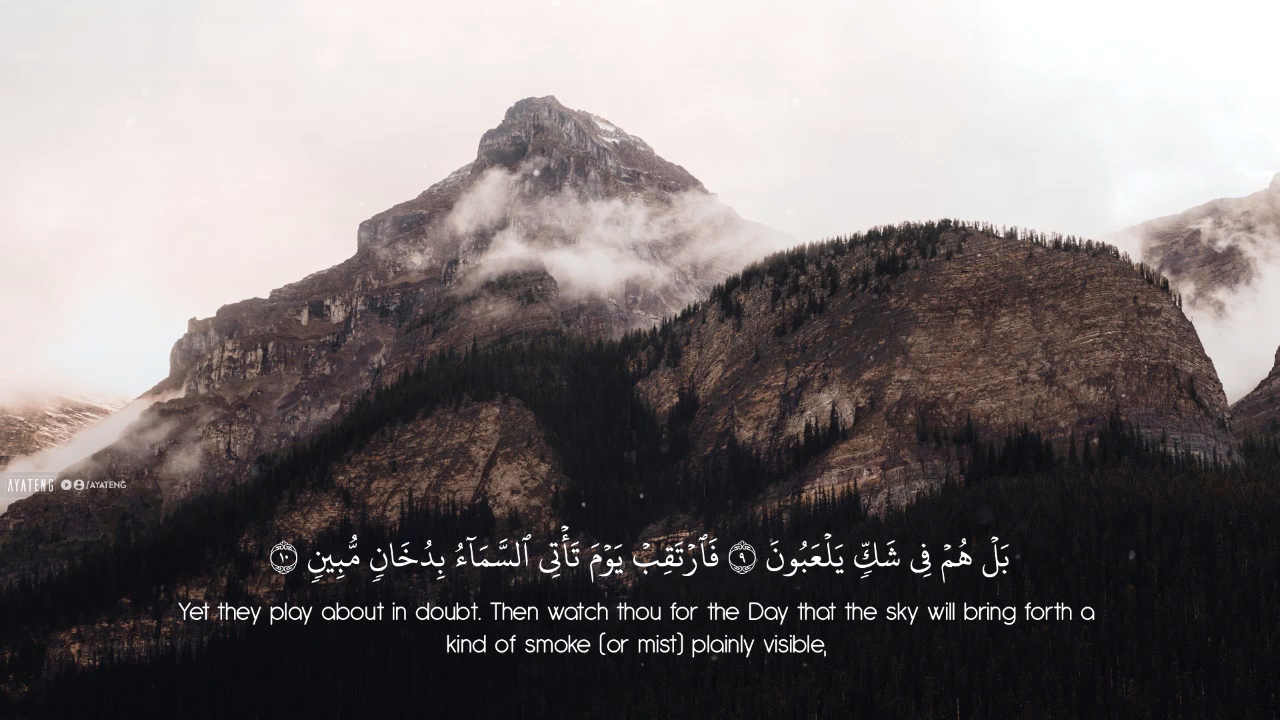 AYATENG /AYATENG
بَلْ هُمْ فِى شَكٍّ يَلْعَبُونَ ۝٩ فَٱرْتَقِبْ يَوْمَ تَأْتِى ٱلسَّمَآءُ بِدُخَانٍ مُّبِينٍ ۝١٠
Yet they play about in doubt. Then watch thou for the Day that the sky will bring forth a
kind of smoke (or mist) plainly visible,